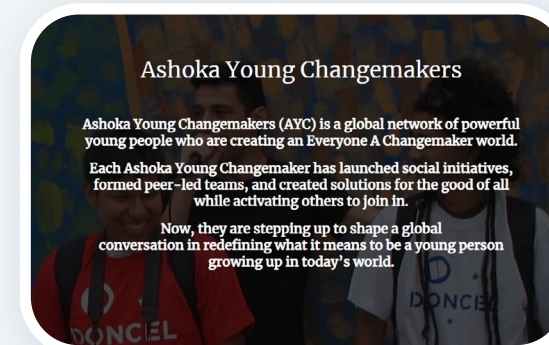 Ashoka Young Changemakers
Ashoka Young Changemakers (AYC) is a global network of powerful
young people who are creating an Everyone A Changemaker world.
Each Ashoka Young Changemaker has launched social initiatives,
formed peer-led teams, and created solutions for the good of all
while activating others to join in.
Now, they are stepping up to shape a global
conversation in redefining what it means to be a young person
growing up in today's world.
DONCEL
DONCEL